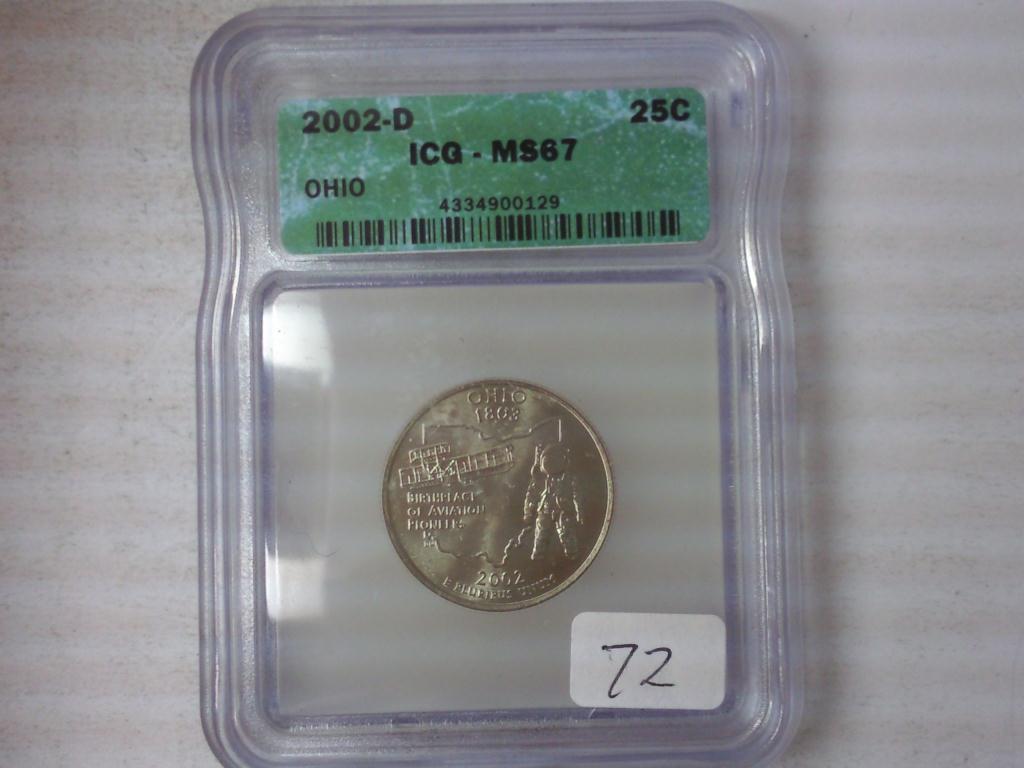 2002-D 25C
ICG - MS67
OHIO
4334900129
OHIO
1803
BIRTHPLACE
OF AVIATION
PIONEERS
2002
E PLURIBUS UNUM
72